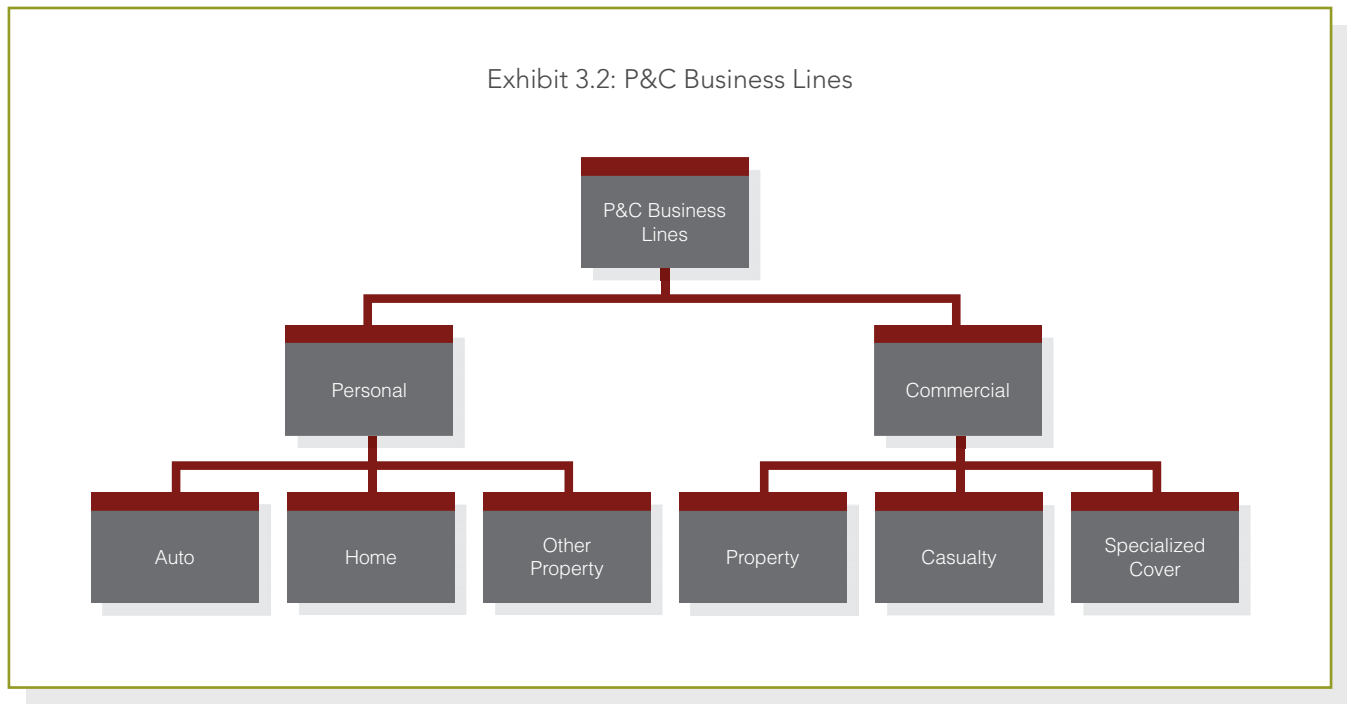 Exhibit 3.2: P&C Business Lines
P&C Business
Lines
Personal
Commercial
Auto
Home
Other
Property
Property
Casualty
Specialized
Cover